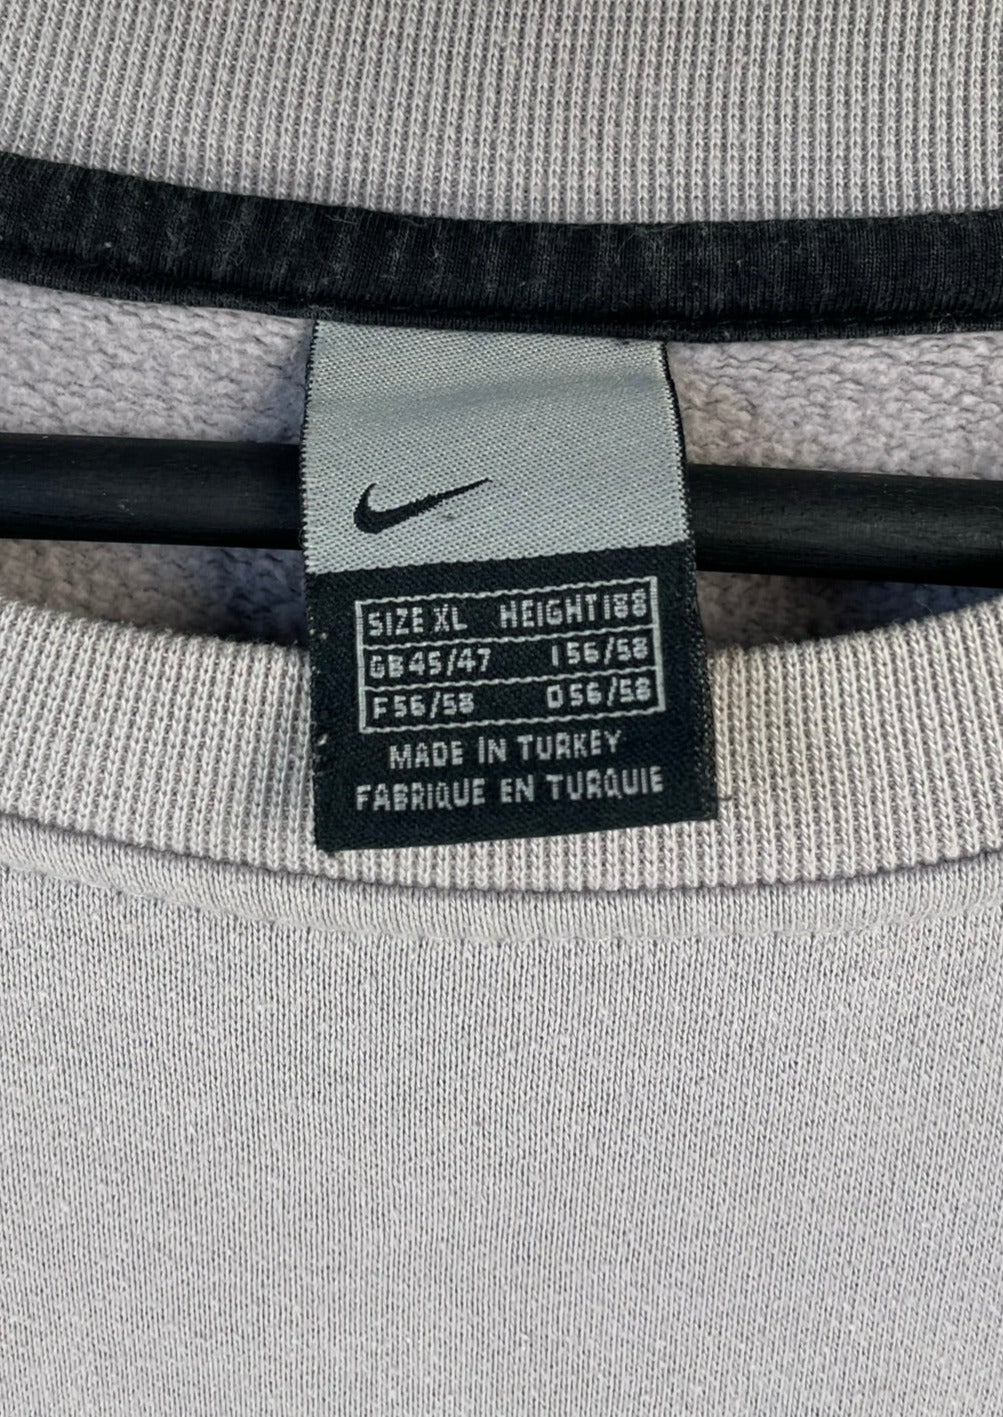 SIZE XL HEIGHT 188
GB 45/47 I 56/58
F 56/58 D 56/58
MADE IN TURKEY
FABRIQUE EN TURQUIE